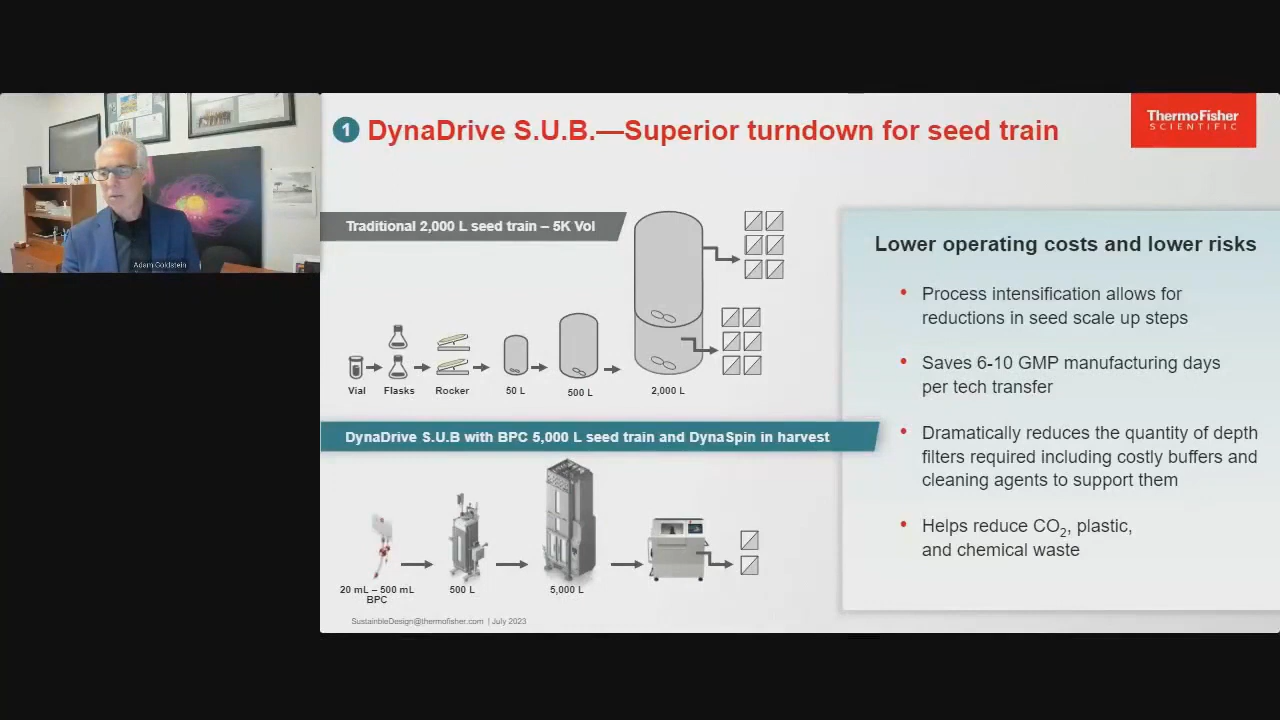 1 DynaDrive S.U.B.—Superior turndown for seed train
ThermoFisher
SCIENTIFIC
Adam Goldstein
Traditional 2,000 L seed train – 5K Vol
Vial
Flasks
Rocker
50 L
500 L
2,000 L
DynaDrive S.U.B with BPC 5,000 L seed train and DynaSpin in harvest
20 mL – 500 mL
BPC
500 L
5,000 L
Lower operating costs and lower risks
• Process intensification allows for
reductions in seed scale up steps
• Saves 6-10 GMP manufacturing days
per tech transfer
• Dramatically reduces the quantity of depth
filters required including costly buffers and
cleaning agents to support them
• Helps reduce CO2, plastic,
and chemical waste
SustainbleDesign@thermofisher.com | July 2023